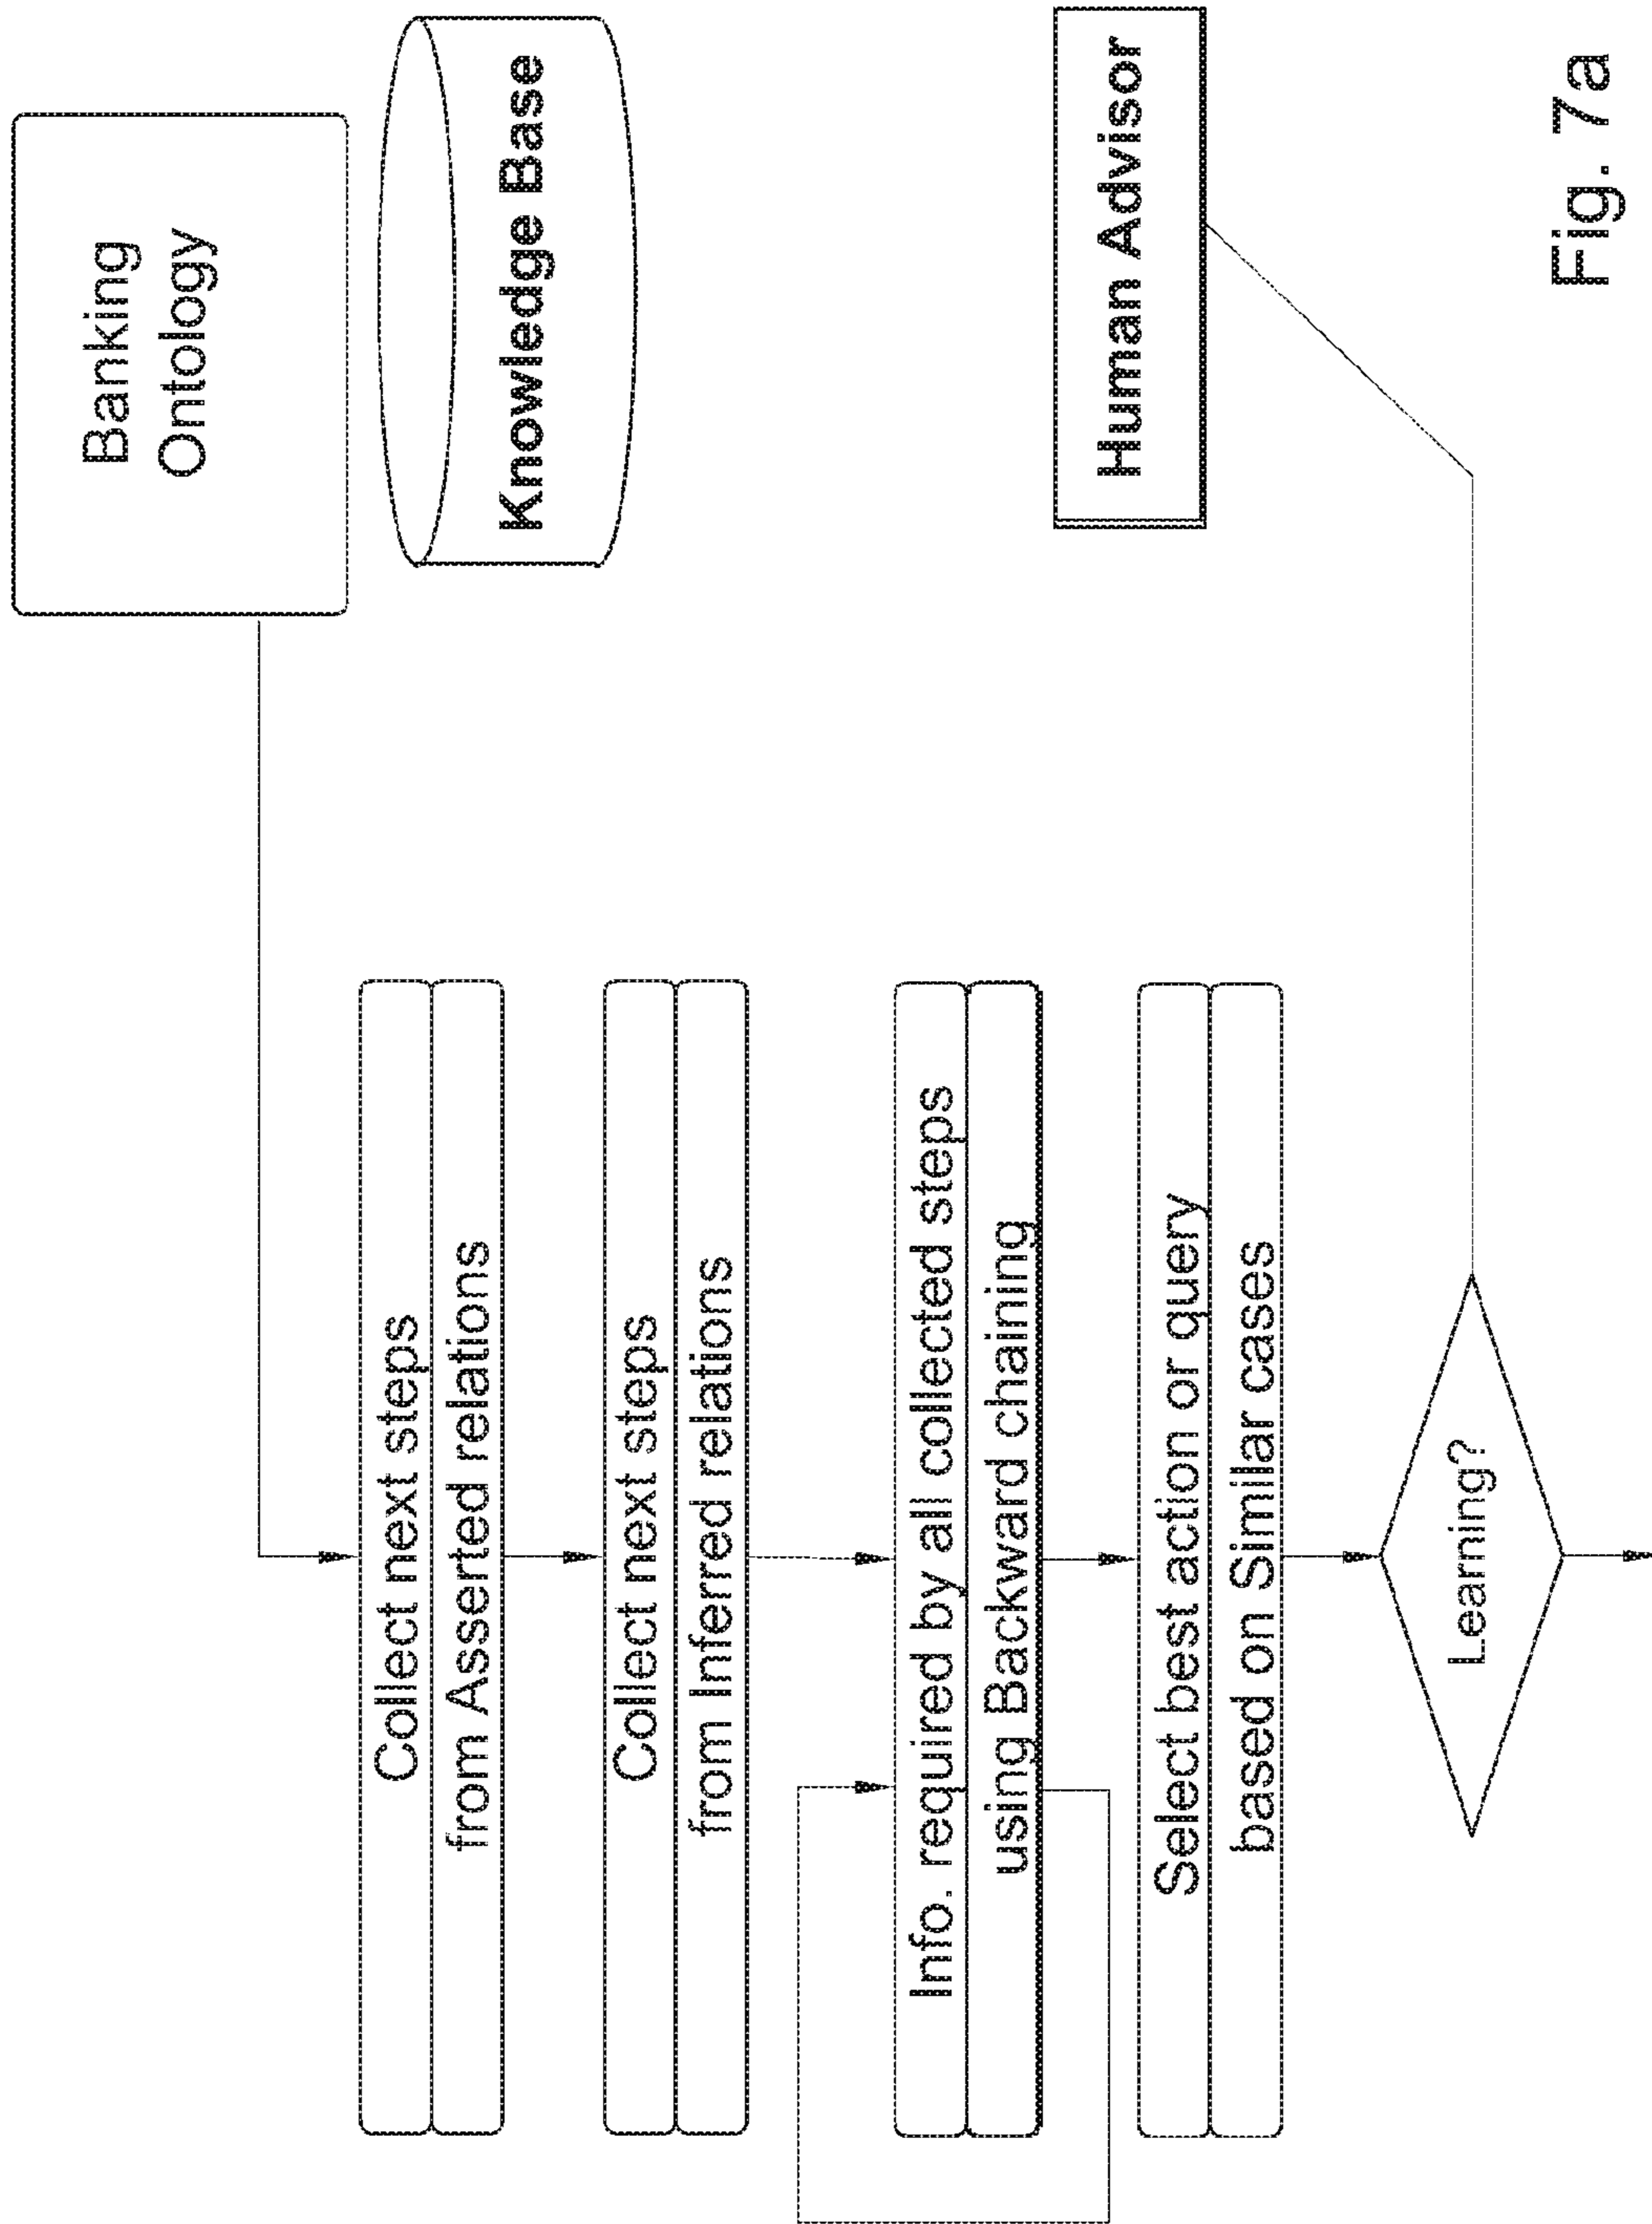 Banking
Ontology
Knowledge Base
Collect next steps
from Asserted relations
Collect next steps
from Inferred relations
Info. required by all collected steps
using Backward chaining
Select best action or query
based on Similar cases
Human Advisor
Learning?
Fig. 7a